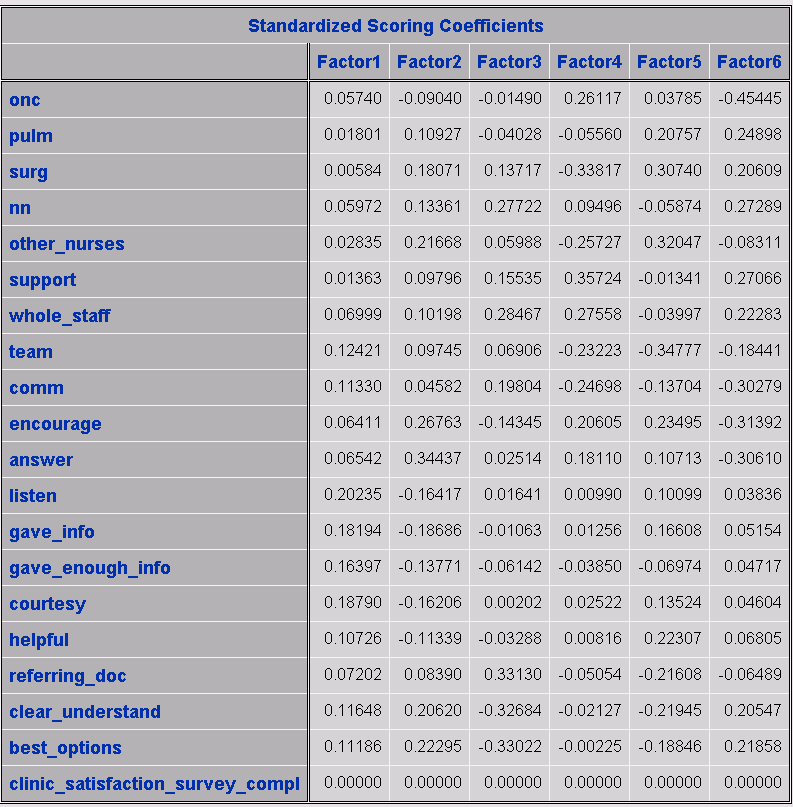 Standardized Scoring Coefficients
Factor1 Factor2 Factor3 Factor4 Factor5 Factor6
onc 0.05740 -0.09040 -0.01490 0.26117 0.03785 -0.45445
pulm 0.01801 0.10927 -0.04028 -0.05560 0.20757 0.24898
surg 0.00584 0.18071 0.13717 -0.33817 0.30740 0.20609
nn 0.05972 0.13361 0.27722 0.09496 -0.05874 0.27289
other_nurses 0.02835 0.21668 0.05988 -0.25727 0.32047 -0.08311
support 0.01363 0.09796 0.15535 0.35724 -0.01341 0.27066
whole_staff 0.06999 0.10198 0.28467 0.27558 -0.03997 0.22283
team 0.12421 0.09745 0.06906 -0.23223 -0.34777 -0.18441
comm 0.11330 0.04582 0.19804 -0.24698 -0.13704 -0.30279
encourage 0.06411 0.26763 -0.14345 0.20605 0.23495 -0.31392
answer 0.06542 0.34437 0.02514 0.18110 0.10713 -0.30610
listen 0.20235 -0.16417 0.01641 0.00990 0.10099 0.03836
gave_info 0.18194 -0.18686 -0.01063 0.01256 0.16608 0.05154
gave_enough_info 0.16397 -0.13771 -0.06142 -0.03850 -0.06974 0.04717
courtesy 0.18790 -0.16206 0.00202 0.02522 0.13524 0.04604
helpful 0.10726 -0.11339 -0.03288 0.00816 0.22307 0.06805
referring_doc 0.07202 0.08390 0.33130 -0.05054 -0.21608 -0.06489
clear_understand 0.11648 0.20620 -0.32684 -0.02127 -0.21945 0.20547
best_options 0.11186 0.22295 -0.33022 -0.00225 -0.18846 0.21858
clinic_satisfaction_survey_compl 0.00000 0.00000 0.00000 0.00000 0.00000 0.00000